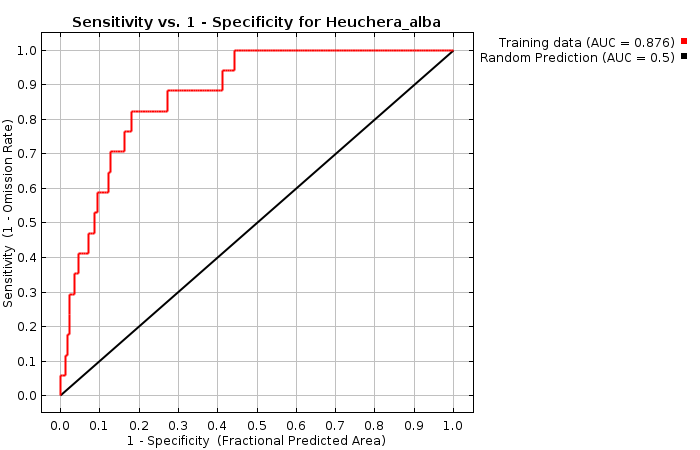 Sensitivity vs. 1 - Specificity for Heuchera_alba
Training data (AUC = 0.876)
Random Prediction (AUC = 0.5)
Sensitivity (1 - Omission Rate)
1.0
0.9
0.8
0.7
0.6
0.5
0.4
0.3
0.2
0.1
0.0
0.0 0.1 0.2 0.3 0.4 0.5 0.6 0.7 0.8 0.9 1.0
1 - Specificity (Fractional Predicted Area)